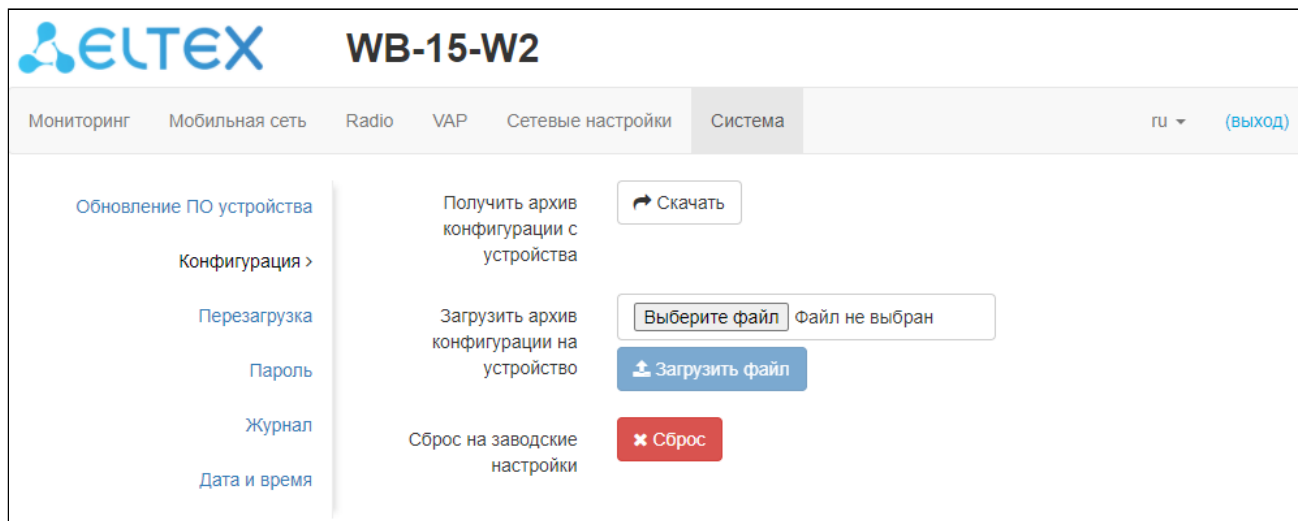 ELTEX WB-15-W2
Мониторинг Мобильная сеть Radio VAP Сетевые настройки Система ru (выход)
Обновление ПО устройства
Конфигурация >
Перезагрузка
Пароль
Журнал
Дата и время
Получить архив
конфигурации с
устройства
Скачать
Загрузить архив
конфигурации на
устройство
Выберите файл Файл не выбран
Загрузить файл
Сброс на заводские
настройки
Сброс